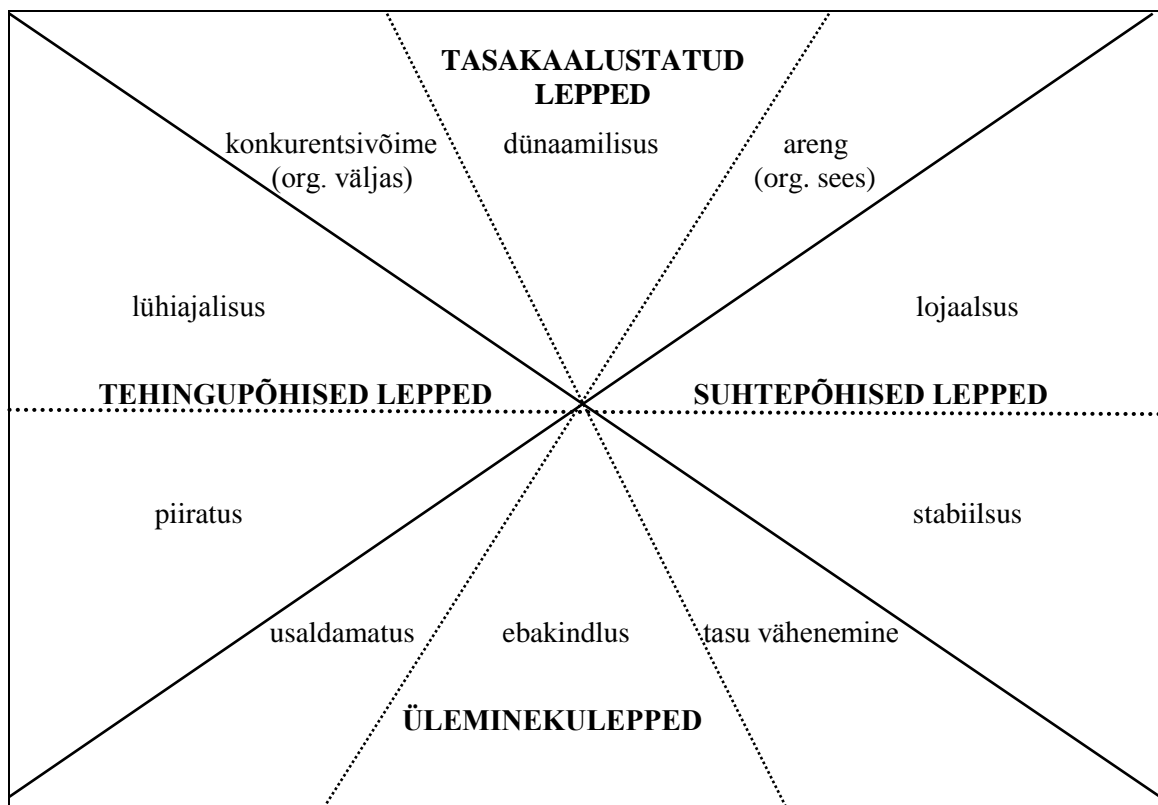 TASAKAALUSTATUD
LEPPED
konkurentsivõime
(org. väljas)
dünaamilisus
areng
(org. sees)
lühiajalisus
lojaalsus
TEHINGUPÕHISED LEPPED
SUHTEPÕHISED LEPPED
piiratus
stabiilsus
usaldamatus
ebakindlus
tasu vähenemine
ÜLEMINEKULEPPED